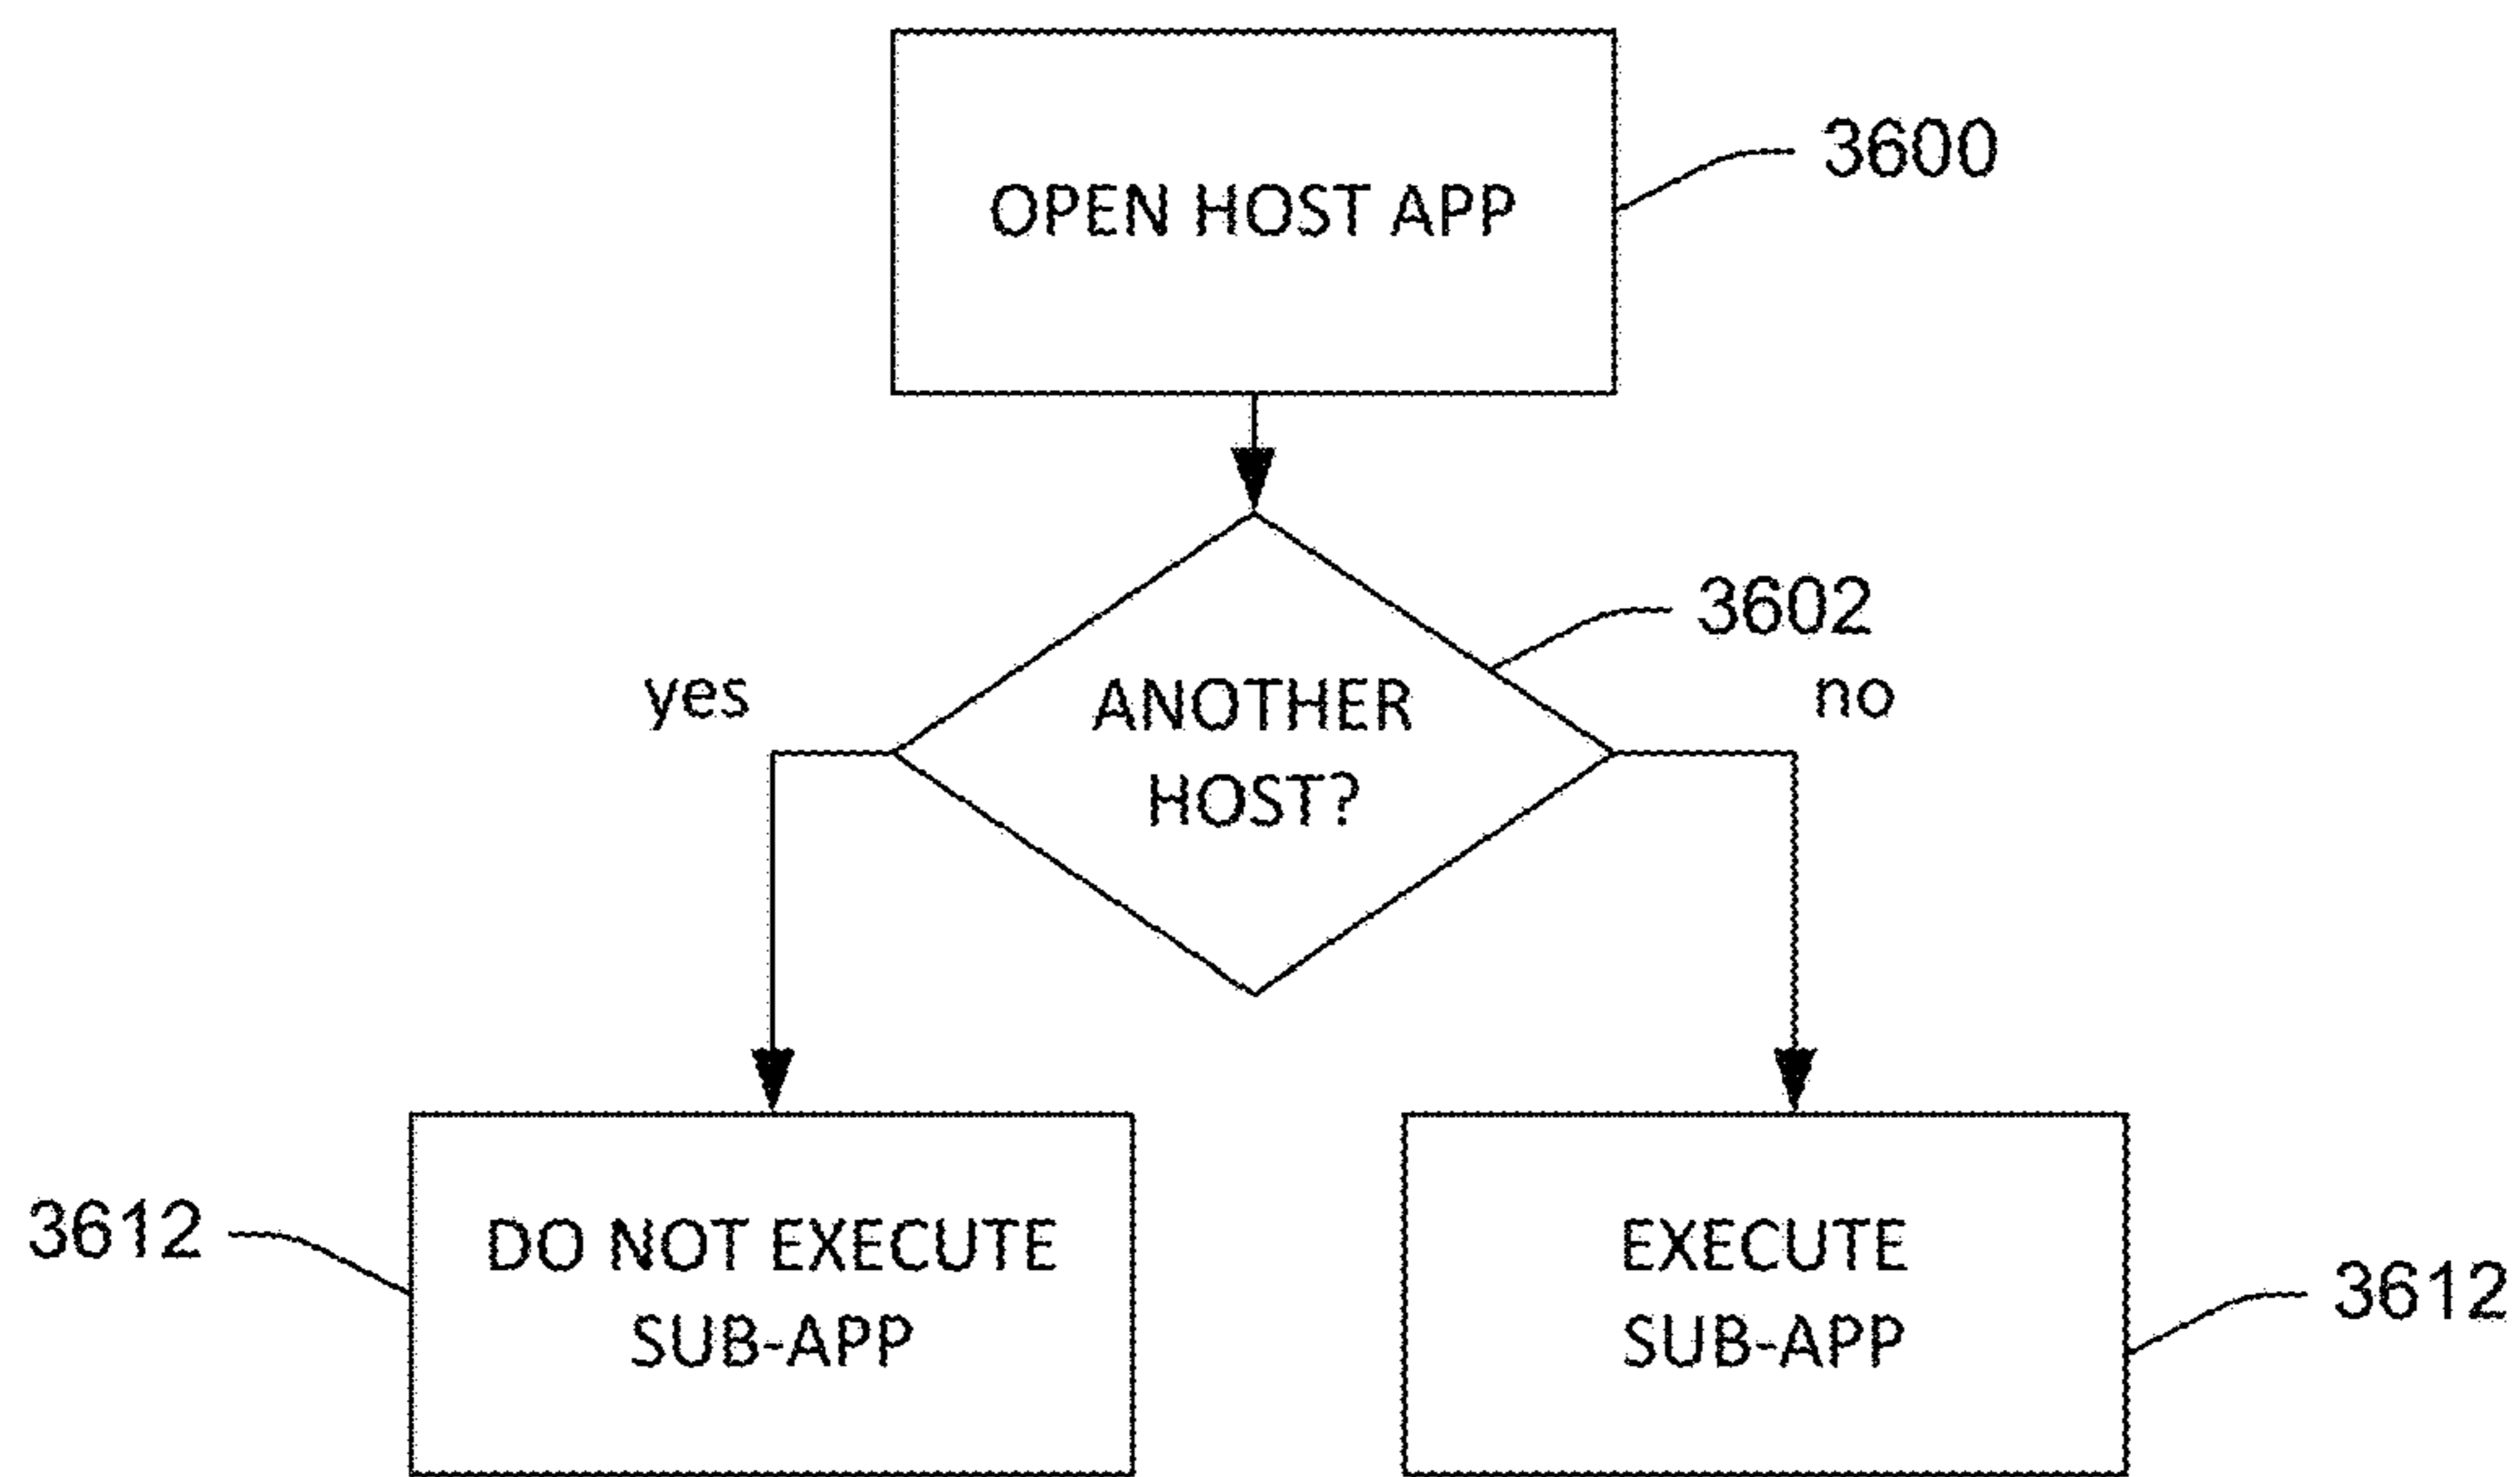 OPEN HOST APP
3600
3602
yes
ANOTHER
HOST?
no
3612
DO NOT EXECUTE
SUB-APP
EXECUTE
SUB-APP
3612